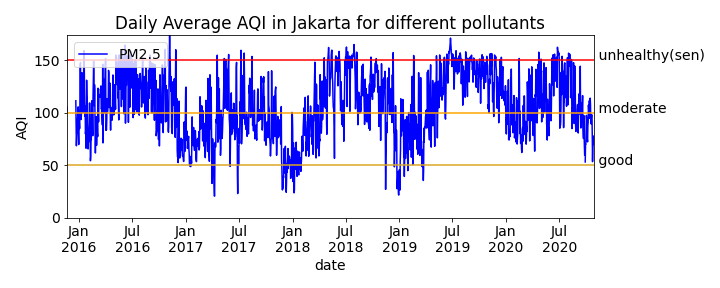 Daily Average AQI in Jakarta for different pollutants
PM2.5
150
100
50
0
AQI
unhealthy(sen)
moderate
good
Jan Jul Jan Jul Jan Jul Jan Jul Jan Jul
2016 2016 2017 2017 2018 2018 2019 2019 2020 2020
date